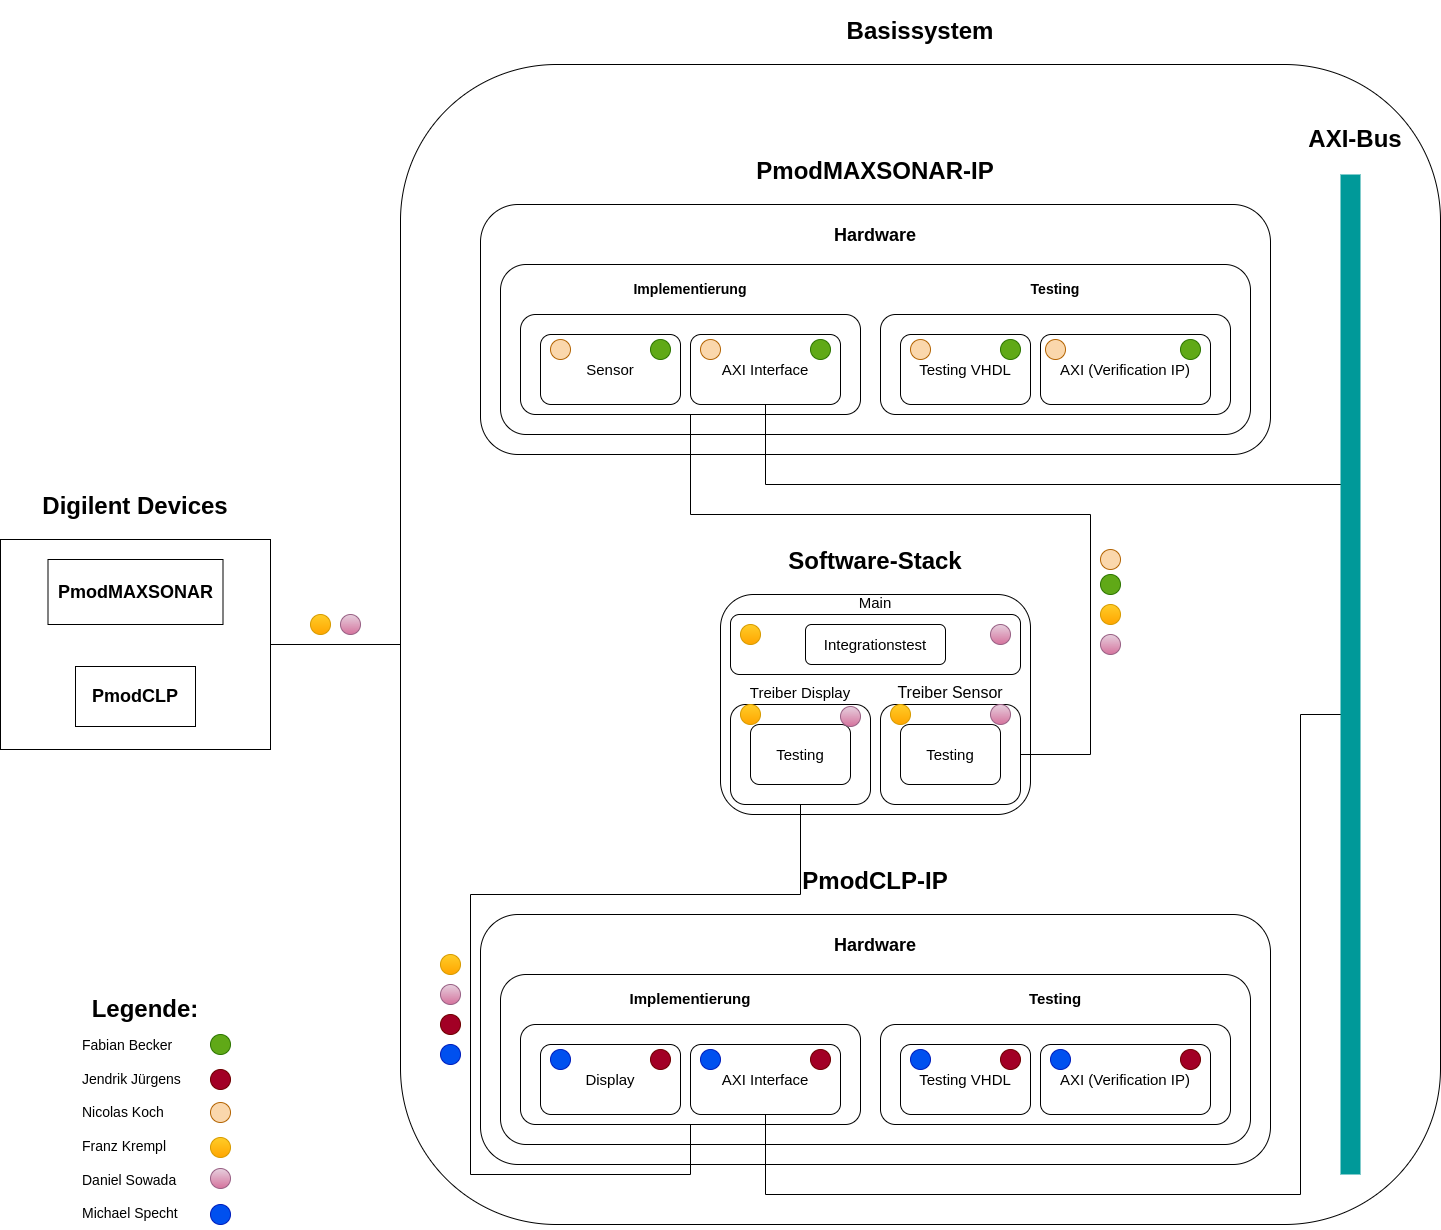 Basissystem
AXI-Bus
PmodMAXSONAR-IP
Hardware
Implementierung
Testing
Sensor
AXI Interface
Testing VHDL
AXI (Verification IP)
Digilent Devices
PmodMAXSONAR
PmodCLP
Software-Stack
Main
Integrationstest
Treiber Display
Treiber Sensor
Testing
Testing
PmodCLP-IP
Hardware
Implementierung
Testing
Display
AXI Interface
Testing VHDL
AXI (Verification IP)
Legende:
Fabian Becker
Jendrik Jürgens
Nicolas Koch
Franz Krempl
Daniel Sowada
Michael Specht